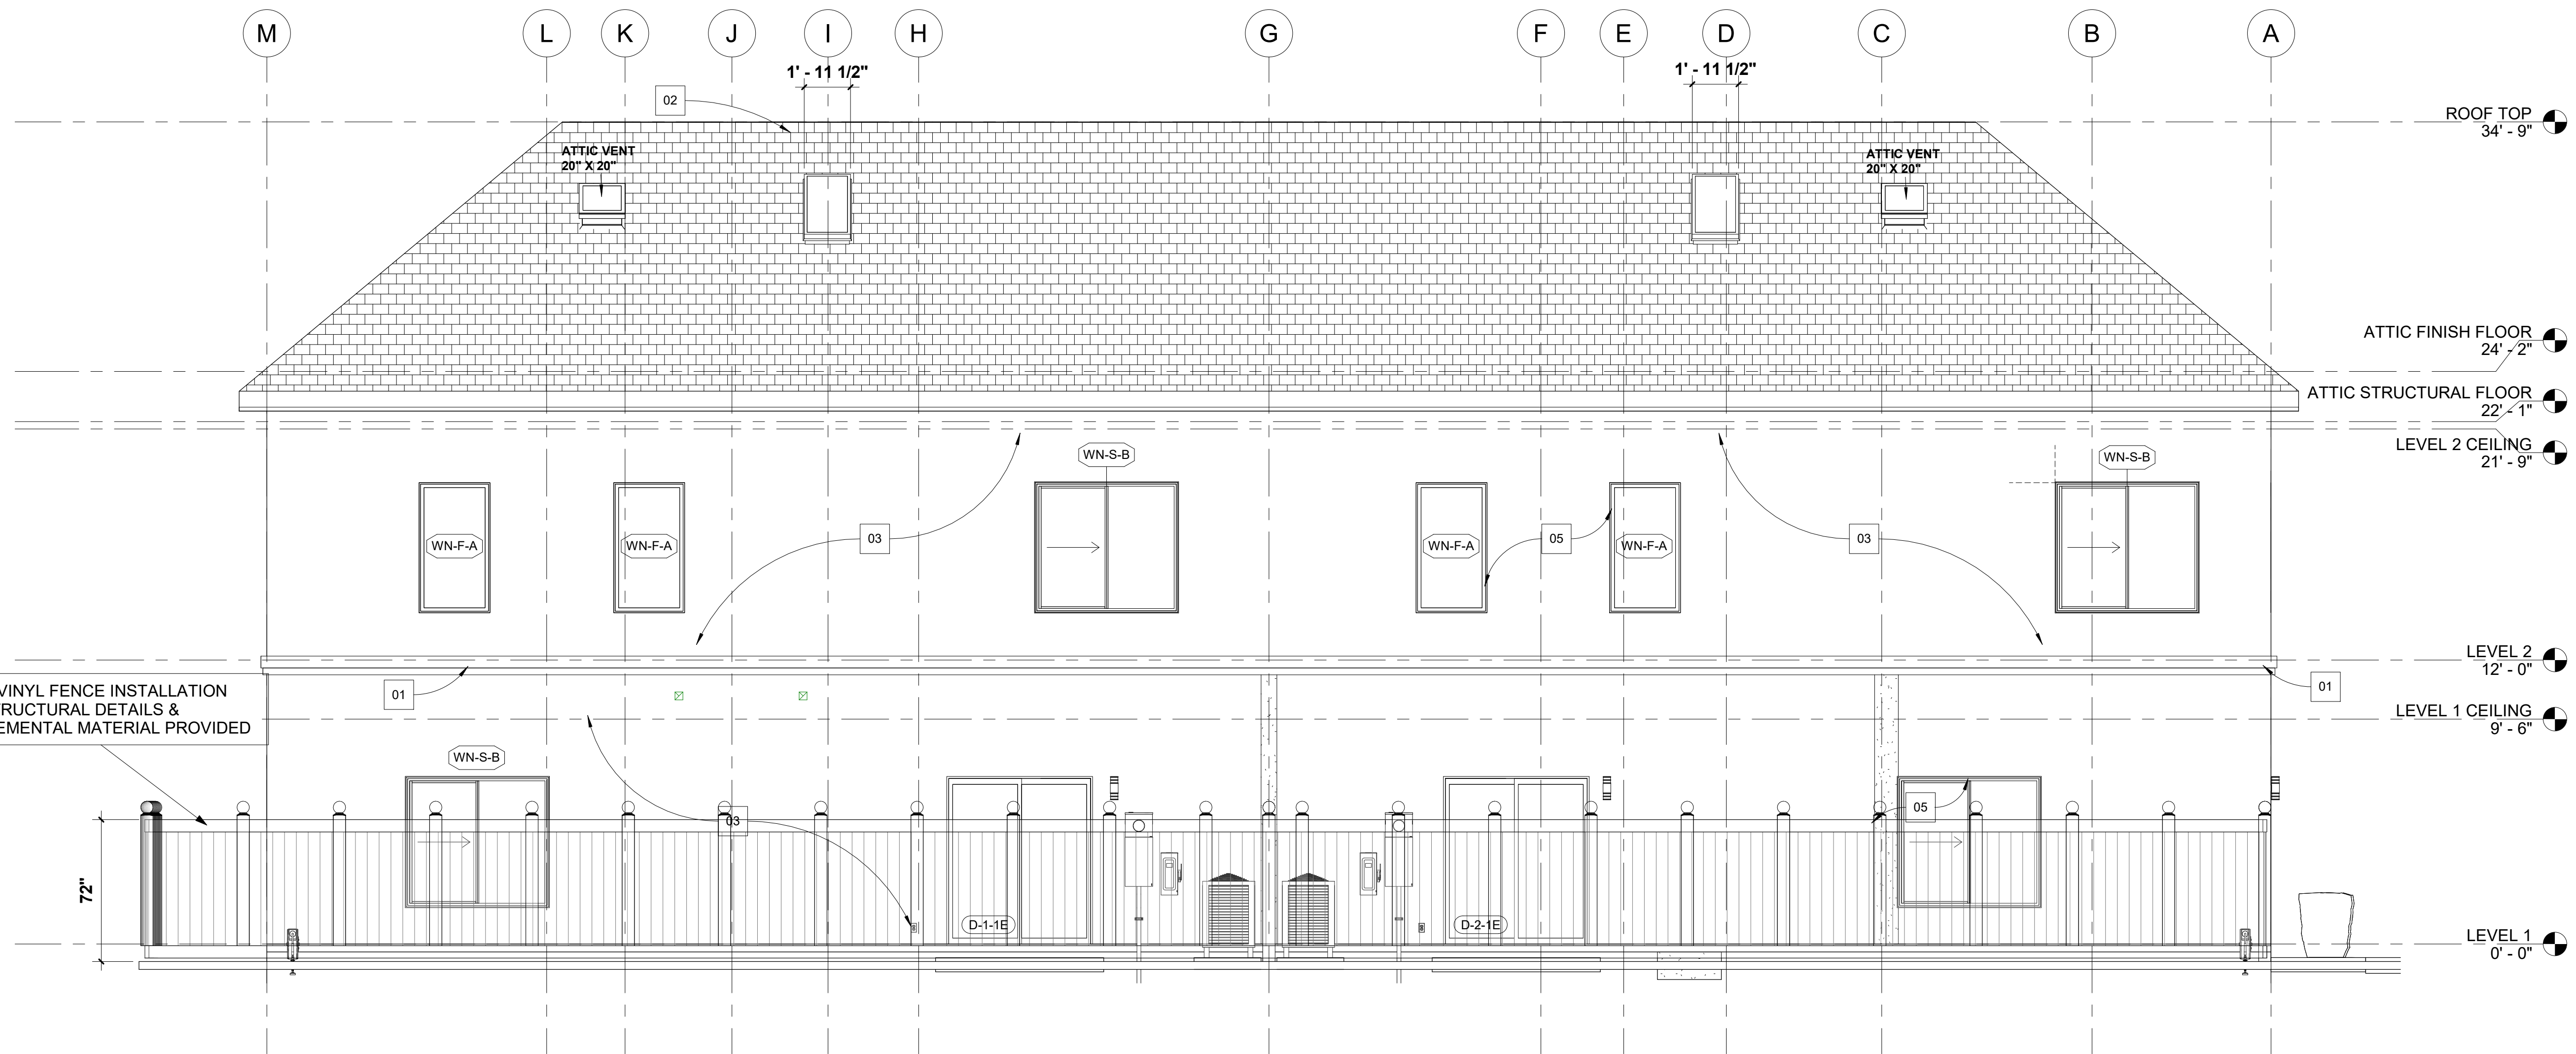 M L K J I H G F E D C B A
1' - 11 1/2" 1' - 11 1/2"
02
ROOF TOP
34' - 9"
ATTIC VENT
20" X 20"
ATTIC VENT
20" X 20"
ATTIC FINISH FLOOR
24' - 2"
ATTIC STRUCTURAL FLOOR
22' - 1"
LEVEL 2 CEILING
21' - 9"
WN-S-B WN-S-B
WN-F-A WN-F-A 03 WN-F-A 05 WN-F-A 03
LEVEL 2
12' - 0"
01 01
VINYL FENCE INSTALLATION
RUCTURAL DETAILS &
EMENTAL MATERIAL PROVIDED
LEVEL 1 CEILING
9' - 6"
WN-S-B
03 05
72"
D-1-1E D-2-1E
LEVEL 1
0' - 0"